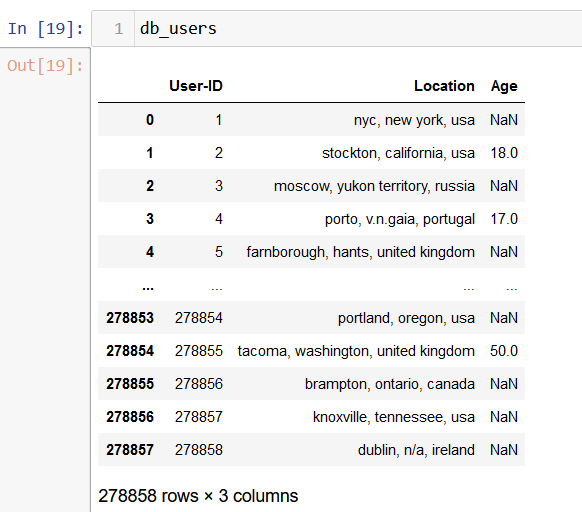 In [19]: 1 db_users
Out[19]:
User-ID Location Age
0 1 nyc, new york, usa NaN
1 2 stockton, california, usa 18.0
2 3 moscow, yukon territory, russia NaN
3 4 porto, v.n.gaia, portugal 17.0
4 5 farnborough, hants, united kingdom NaN
... ... ... ...
278853 278854 portland, oregon, usa NaN
278854 278855 tacoma, washington, united kingdom 50.0
278855 278856 brampton, ontario, canada NaN
278856 278857 knoxville, tennessee, usa NaN
278857 278858 dublin, n/a, ireland NaN
278858 rows × 3 columns